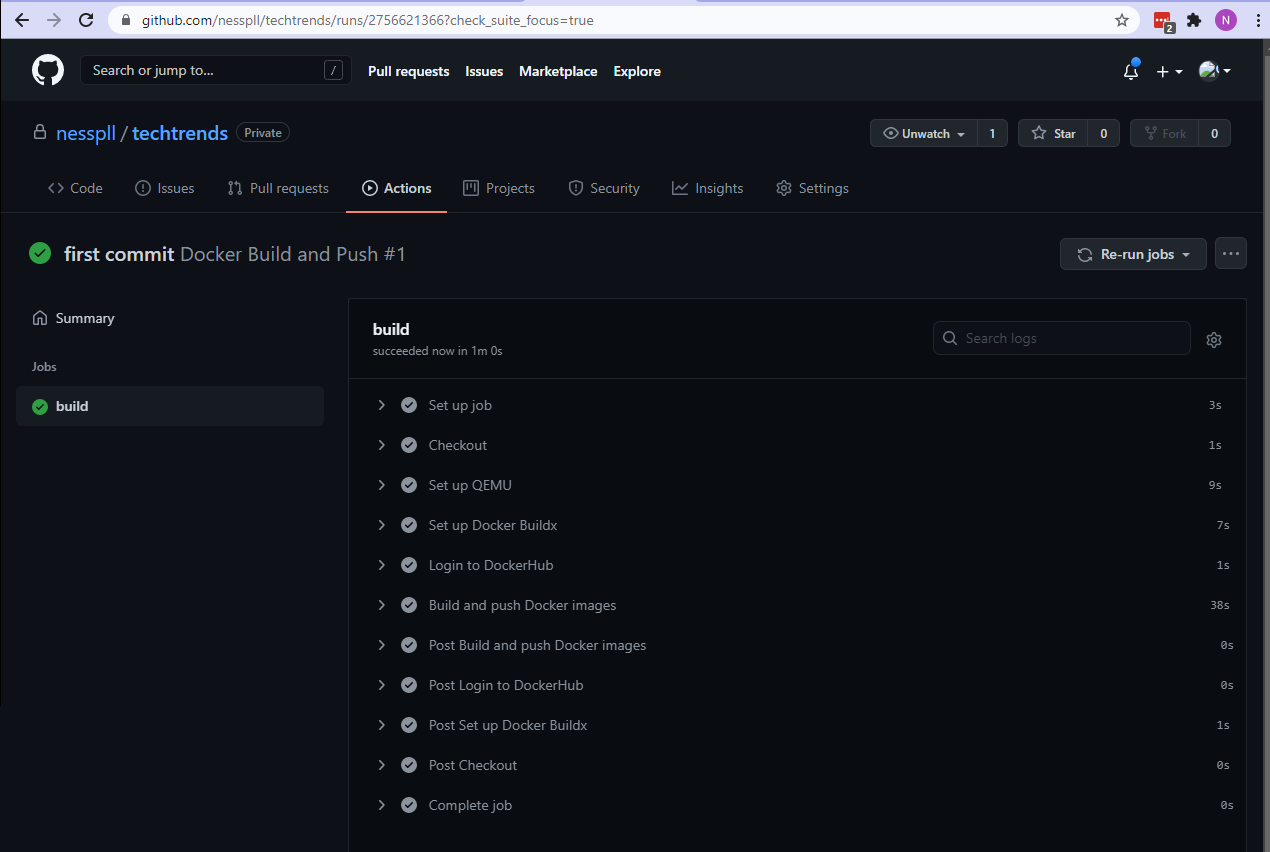 github.com/nesspll/techtrends/runs/2756621366?check_suite_focus=true
2
N
Search or jump to...
/
Pull requests
Issues
Marketplace
Explore
nesspll / techtrends
Private
Unwatch
1
Star
0
Fork
0
Code
Issues
Pull requests
Actions
Projects
Security
Insights
Settings
first commit Docker Build and Push #1
Re-run jobs
Summary
Jobs
build
build
succeeded now in 1m 0s
Search logs
Set up job 3s
Checkout 1s
Set up QEMU 9s
Set up Docker Buildx 7s
Login to DockerHub 1s
Build and push Docker images 38s
Post Build and push Docker images 0s
Post Login to DockerHub 0s
Post Set up Docker Buildx 1s
Post Checkout 0s
Complete job 0s